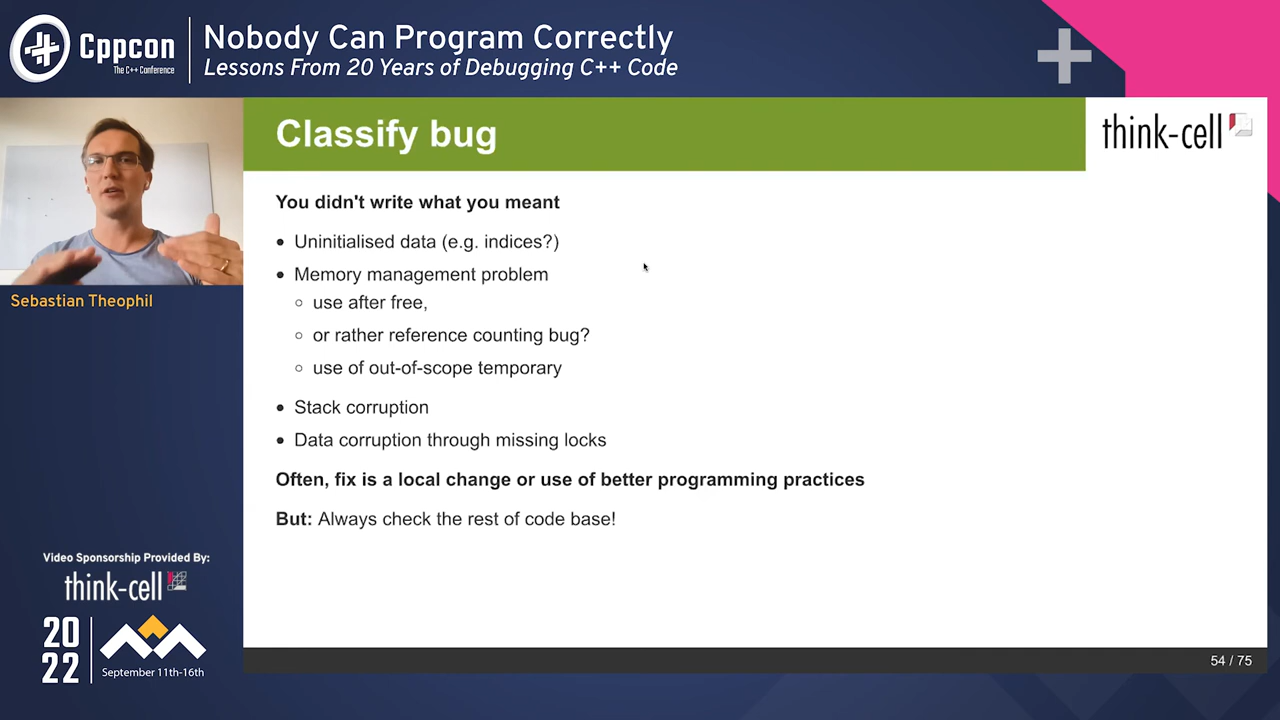 Cppcon
The C++ Conference
Nobody Can Program Correctly
Lessons From 20 Years of Debugging C++ Code
Classify bug
think-cell
You didn't write what you meant
• Uninitialised data (e.g. indices?)
• Memory management problem
◦ use after free,
◦ or rather reference counting bug?
◦ use of out-of-scope temporary
• Stack corruption
• Data corruption through missing locks
Often, fix is a local change or use of better programming practices
But: Always check the rest of code base!
Sebastian Theophil
Video Sponsorship Provided By:
think-cell
20
22
September 11th-16th
54 / 75